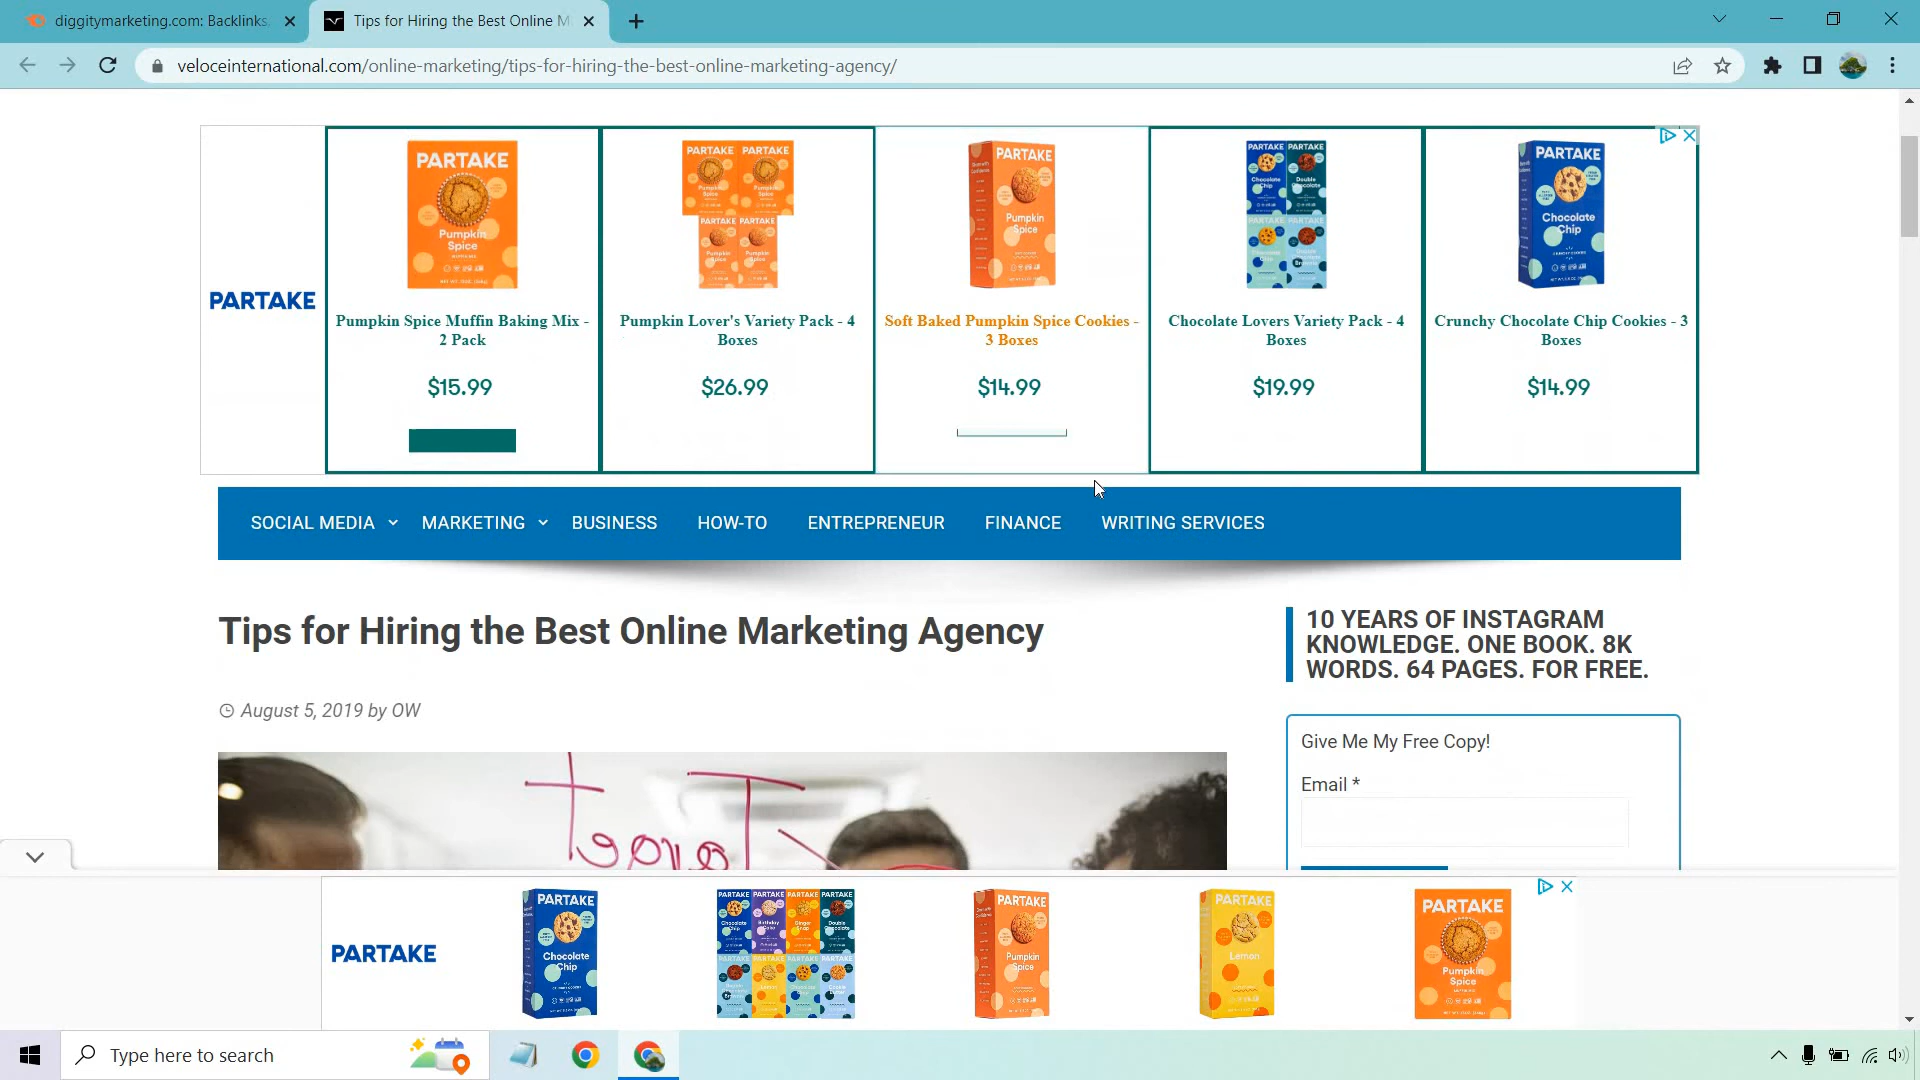 diggitymarketing.com: Backlinks
Tips for Hiring the Best Online M
veloceinternational.com/online-marketing/tips-for-hiring-the-best-online-marketing-agency/
PARTAKE
PARTAKE
Pumpkin
Spice
Pumpkin Spice Muffin Baking Mix -
2 Pack
$15.99
Pumpkin Lover's Variety Pack - 4
Boxes
$26.99
PARTAKE
Pumpkin
Spice
Soft Baked Pumpkin Spice Cookies -
3 Boxes
$14.99
PARTAKE PARTAKE
Chocolate Lovers Variety Pack - 4
Boxes
$19.99
PARTAKE
Chocolate
Chip
Crunchy Chocolate Chip Cookies - 3
Boxes
$14.99
SOCIAL MEDIA MARKETING BUSINESS HOW-TO ENTREPRENEUR FINANCE WRITING SERVICES
Tips for Hiring the Best Online Marketing Agency
August 5, 2019 by OW
10 YEARS OF INSTAGRAM
KNOWLEDGE. ONE BOOK. 8K
WORDS. 64 PAGES. FOR FREE.
Give Me My Free Copy!
Email *
PARTAKE
PARTAKE
Chocolate
Chip
PARTAKE PARTAKE PARTAKE PARTAKE
PARTAKE
Pumpkin
Spice
PARTAKE
Lemon
PARTAKE
Pumpkin
Spice
Type here to search